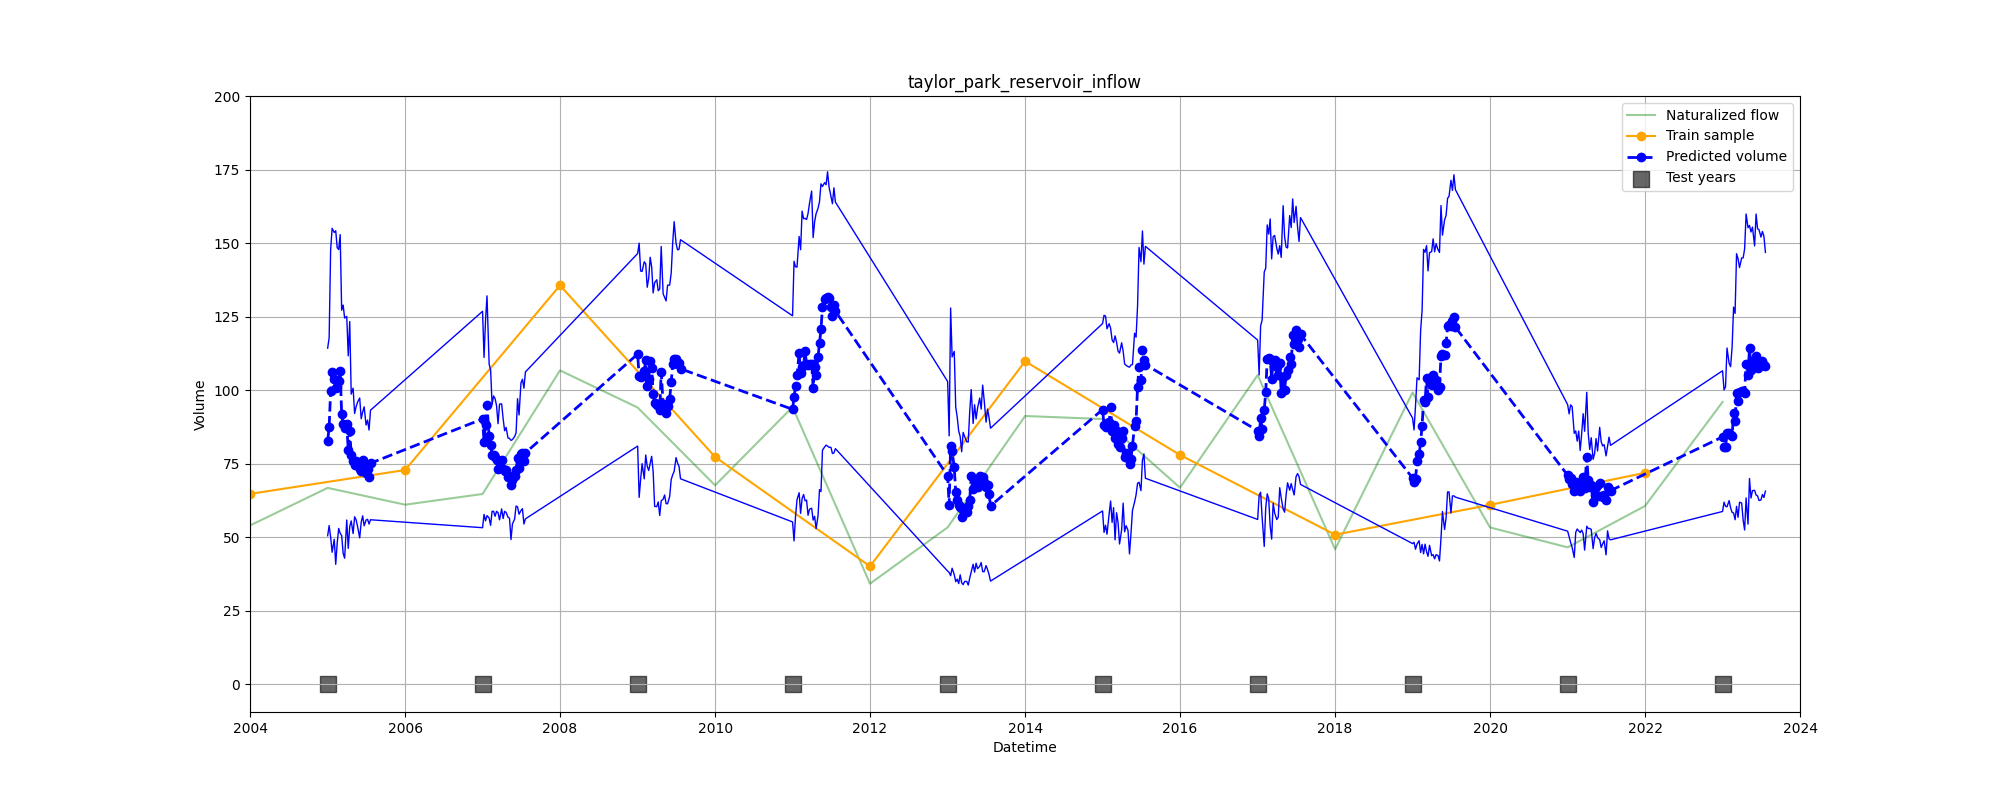 taylor_park_reservoir_inflow
200
175
150
125
100
75
50
25
0
Volume
Naturalized flow
Train sample
Predicted volume
Test years
2004 2006 2008 2010 2012 2014 2016 2018 2020 2022 2024
Datetime